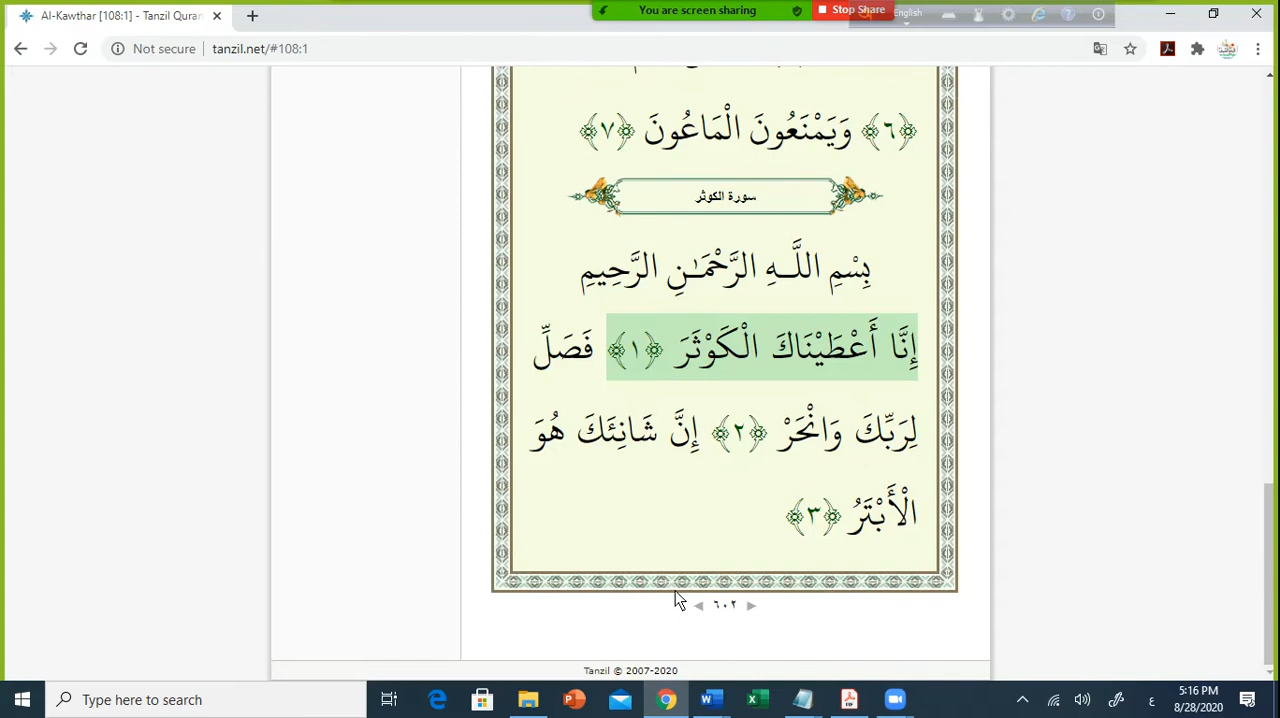 Al-Kawthar [108:1] - Tanzil Quran
You are screen sharing
Stop Share
English
Not secure
tanzil.net/#108:1
﴿٦﴾ وَيَمْنَعُونَ الْمَاعُونَ ﴿٧﴾
سورة الكوثر
بِسْمِ اللَّـهِ الرَّحْمَـٰنِ الرَّحِيمِ
إِنَّا أَعْطَيْنَاكَ الْكَوْثَرَ ﴿١﴾ فَصَلِّ
لِرَبِّكَ وَانْحَرْ ﴿٢﴾ إِنَّ شَانِئَكَ هُوَ
الْأَبْتَرُ ﴿٣﴾
٦٠٢
Tanzil © 2007-2020
Type here to search
ع
5:16 PM
8/28/2020